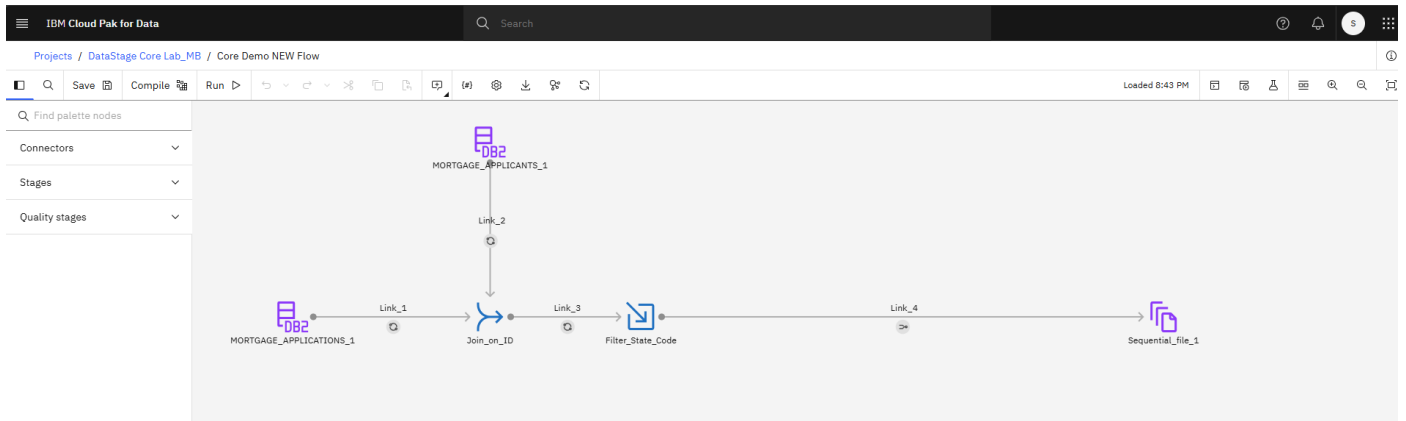 IBM Cloud Pak for Data
Search
S
Projects / DataStage Core Lab_MB / Core Demo NEW Flow
Save
Compile
Run
{#}
Loaded 8:43 PM
Find palette nodes
Connectors
Stages
Quality stages
DB2
MORTGAGE_APPLICANTS_1
Link_2
DB2
MORTGAGE_APPLICATIONS_1
Link_1
Join_on_ID
Link_3
Filter_State_Code
Link_4
Sequential_file_1